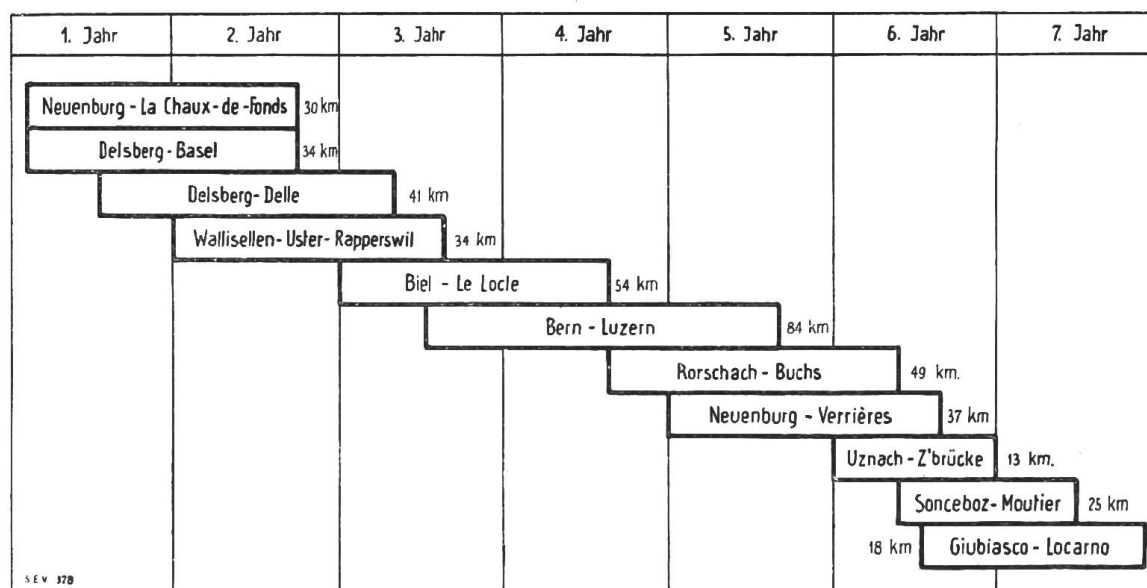 1. Jahr 2. Jahr 3. Jahr 4. Jahr 5. Jahr 6. Jahr 7. Jahr
Neuenburg - La Chaux-de-Fonds 30 km
Delsberg - Basel 34 km
Delsberg - Delle 41 km
Wallisellen - Uster - Rapperswil 34 km
Biel - Le Locle 54 km
Bern - Luzern 84 km
Rorschach - Buchs 49 km.
Neuenburg - Verrières 37 km
Uznach - Z'brücke 13 km.
Sonceboz - Moutier 25 km
18 km Giubiasco - Locarno
SEV 378